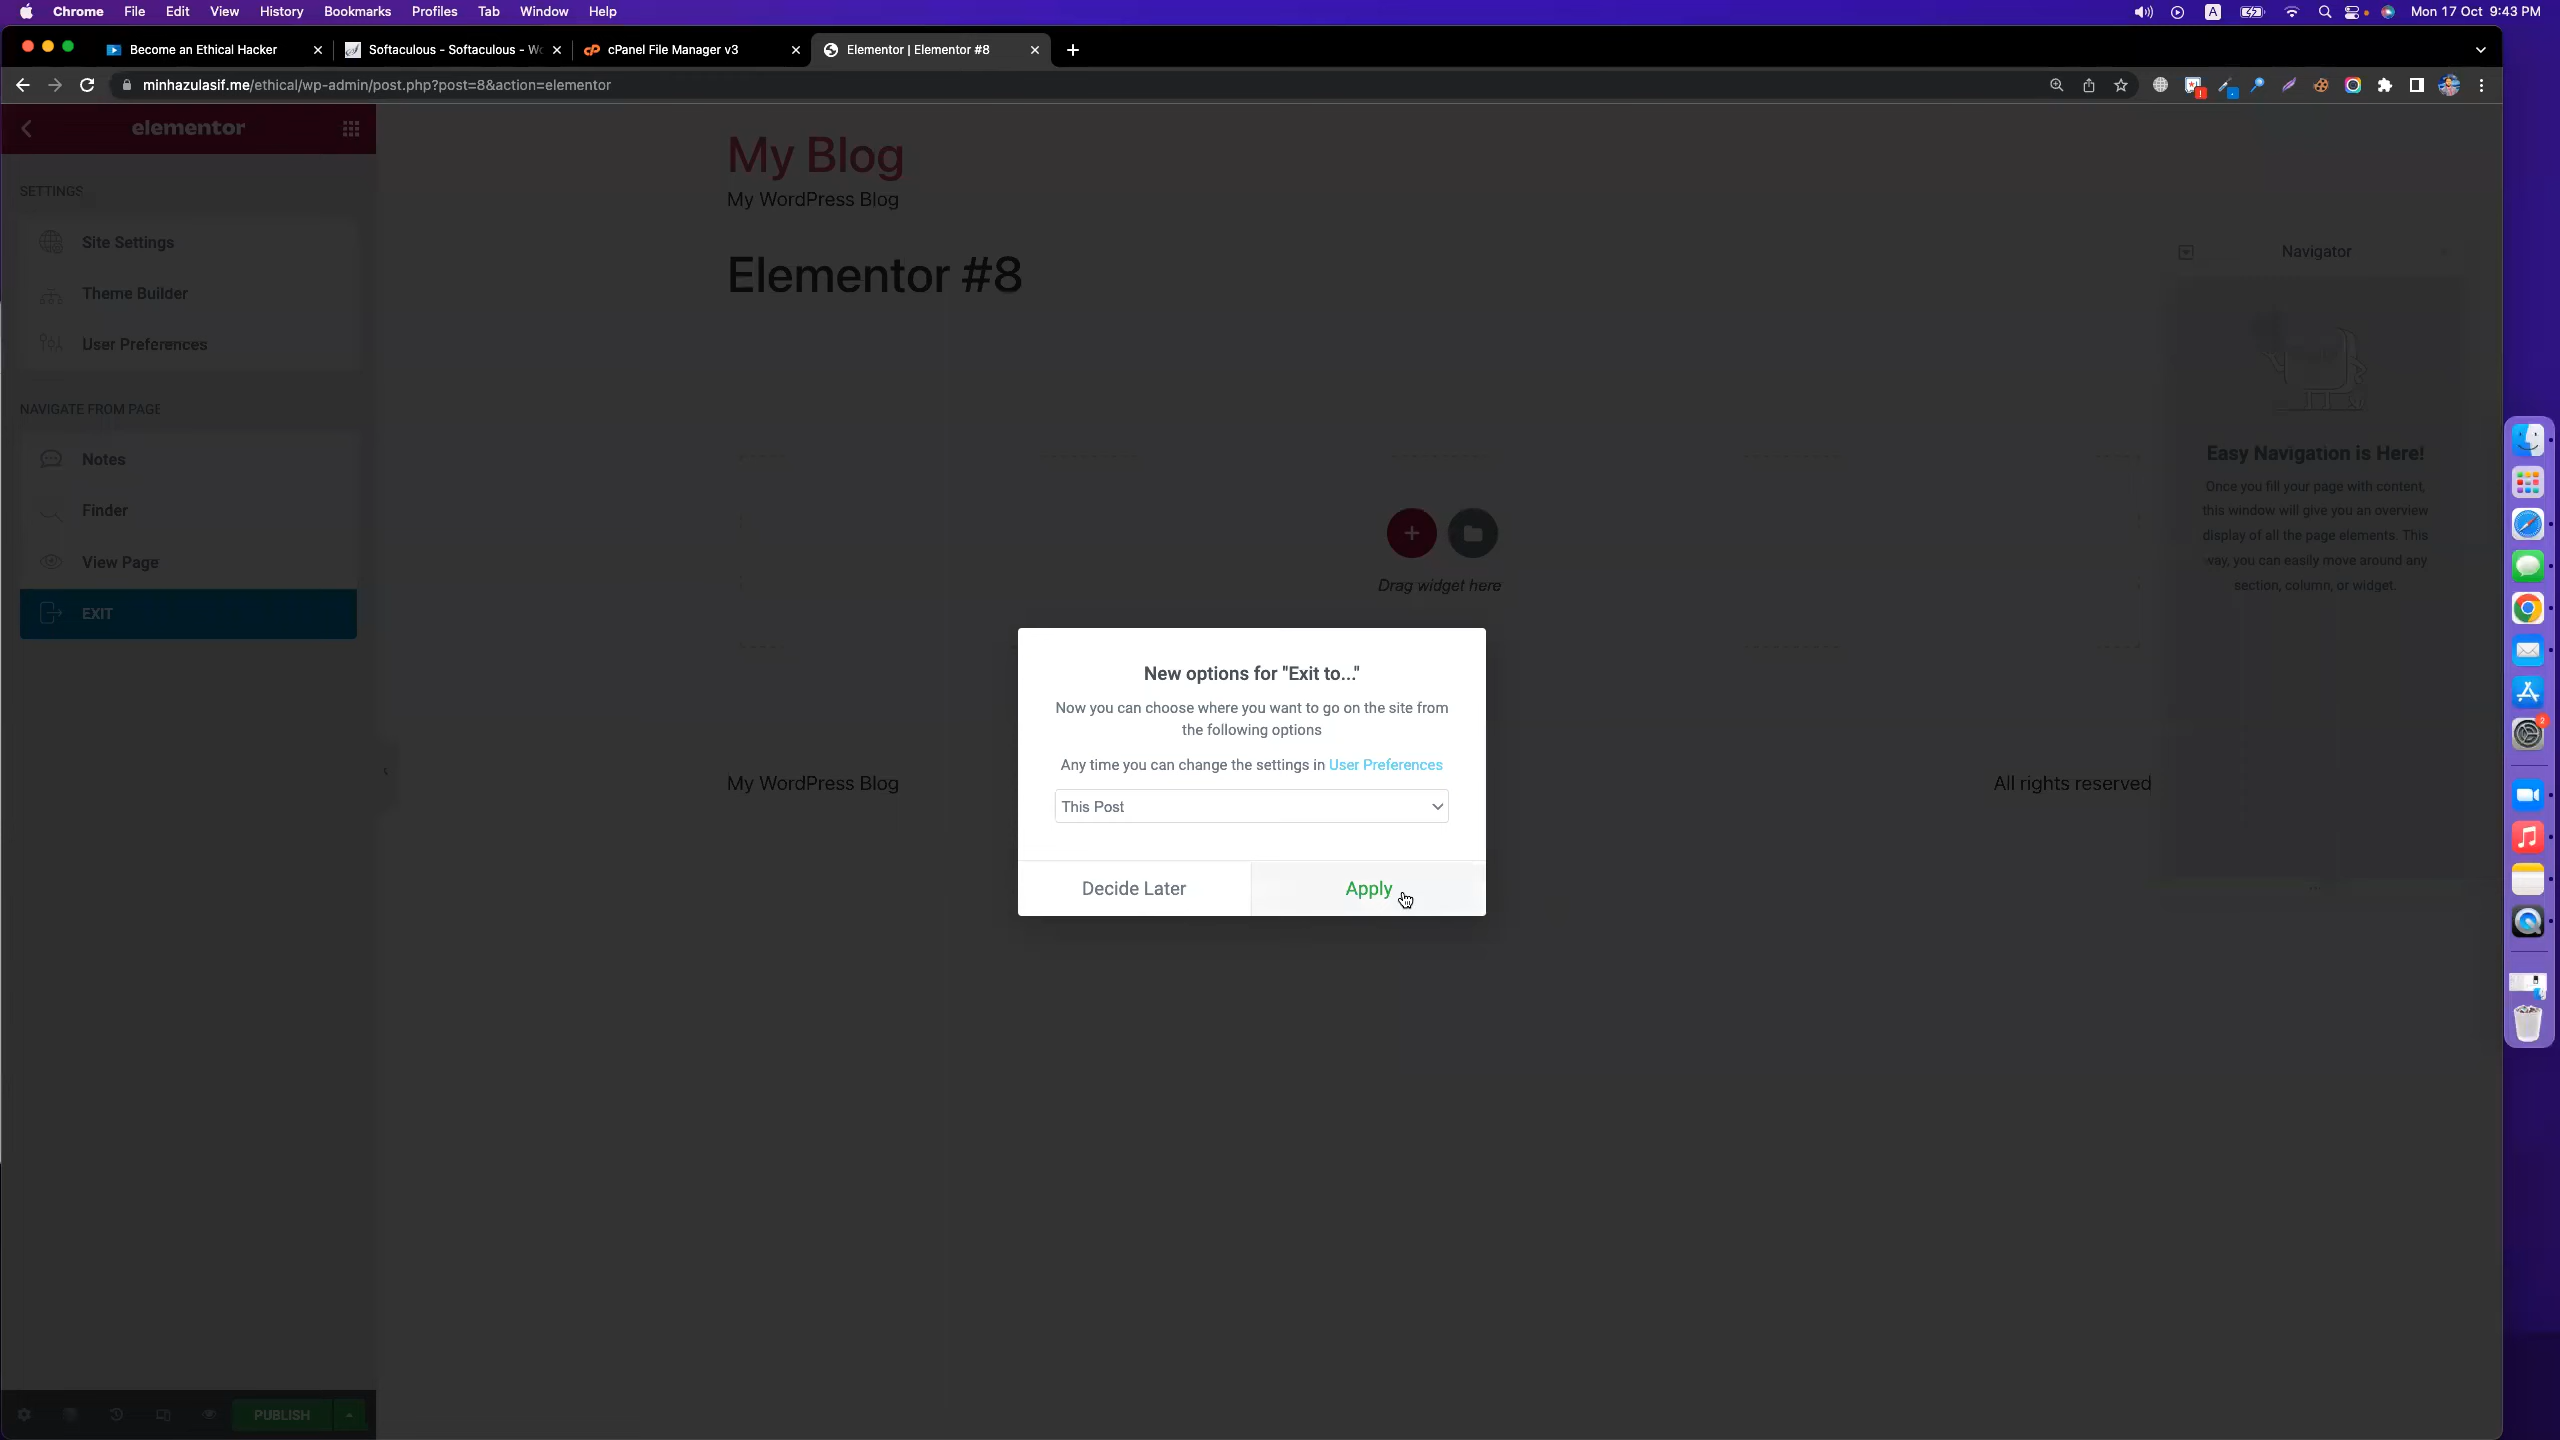 Chrome File Edit View History Bookmarks Profiles Tab Window Help
A
Mon 17 Oct 9:43 PM
Become an Ethical Hacker
Softaculous - Softaculous - Wo
cPanel File Manager v3
Elementor | Elementor #8
minhazulasif.me/ethical/wp-admin/post.php?post=8&action=elementor
elementor
SETTINGS
Site Settings
Theme Builder
User Preferences
NAVIGATE FROM PAGE
Notes
Finder
View Page
EXIT
PUBLISH
My Blog
My WordPress Blog
Elementor #8
Drag widget here
My WordPress Blog
All rights reserved
Navigator
Easy Navigation is Here!
Once you fill your page with content,
this window will give you an overview
display of all the page elements. This
way, you can easily move around any
section, column, or widget.
New options for "Exit to..."
Now you can choose where you want to go on the site from
the following options
Any time you can change the settings in User Preferences
This Post
Decide Later
Apply
2